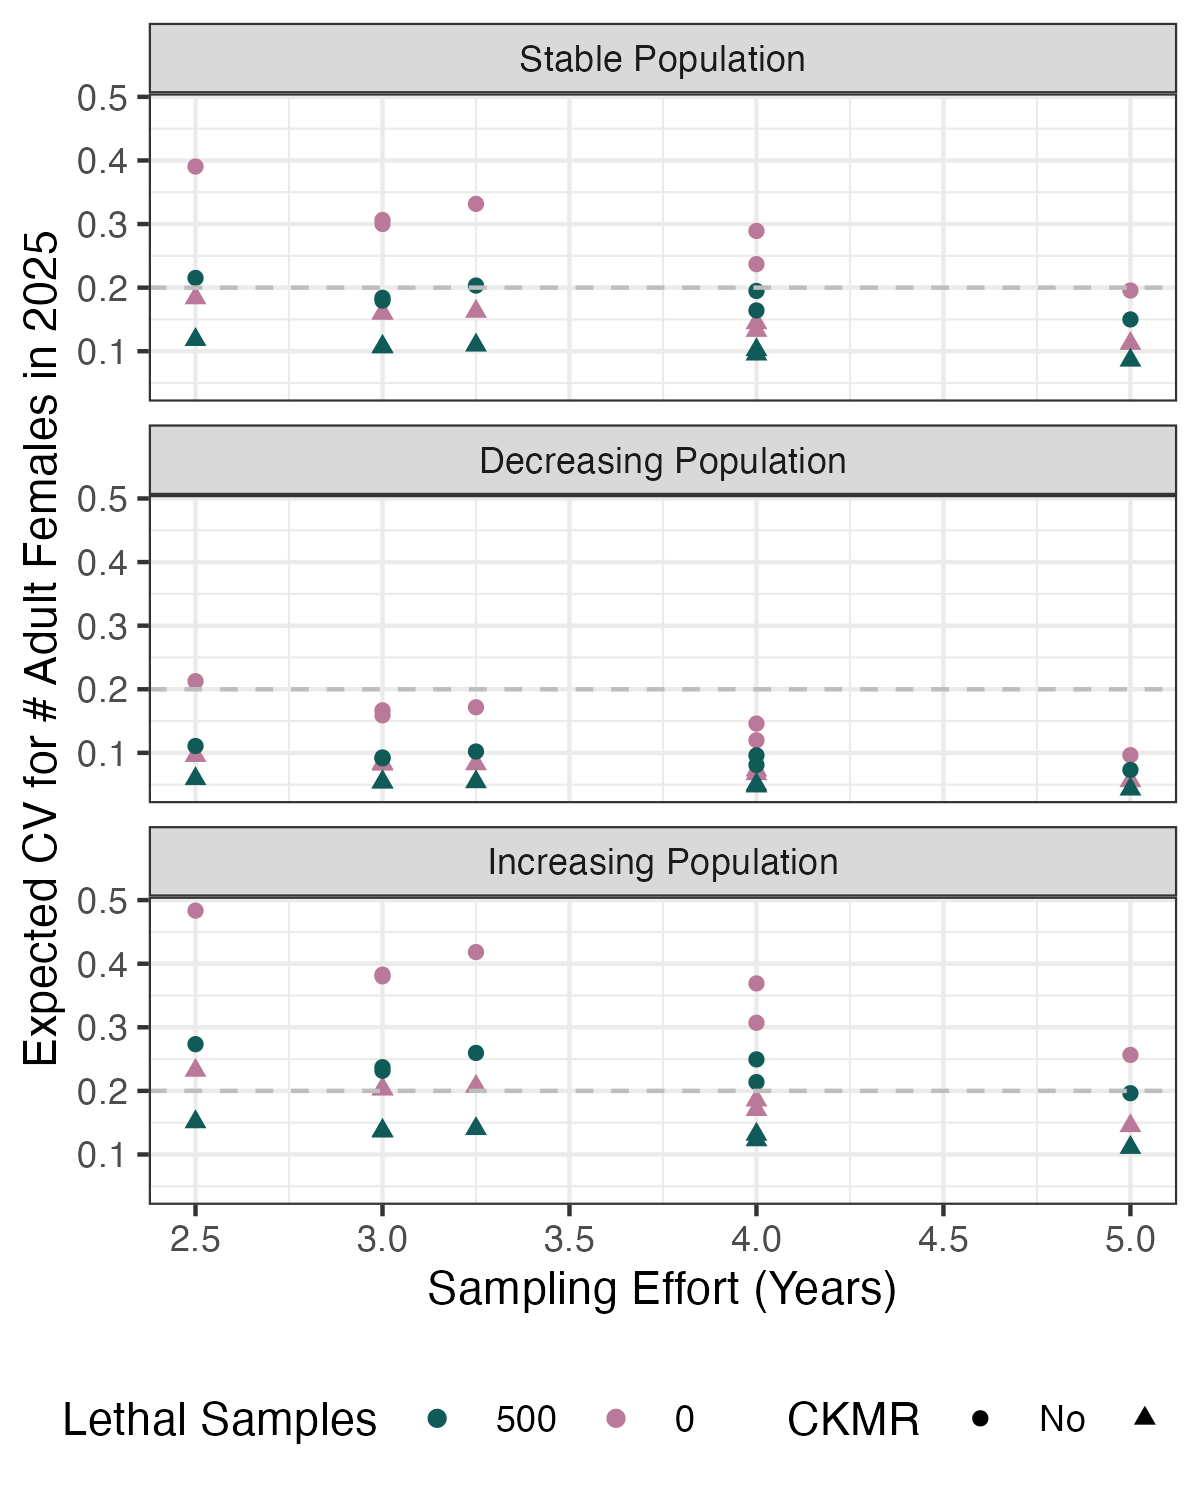 Stable Population
0.5
0.4
0.3
0.2
0.1
Decreasing Population
0.5
0.4
0.3
0.2
0.1
Increasing Population
0.5
0.4
0.3
0.2
0.1
Expected CV for # Adult Females in 2025
2.5 3.0 3.5 4.0 4.5 5.0
Sampling Effort (Years)
Lethal Samples 500 0 CKMR No